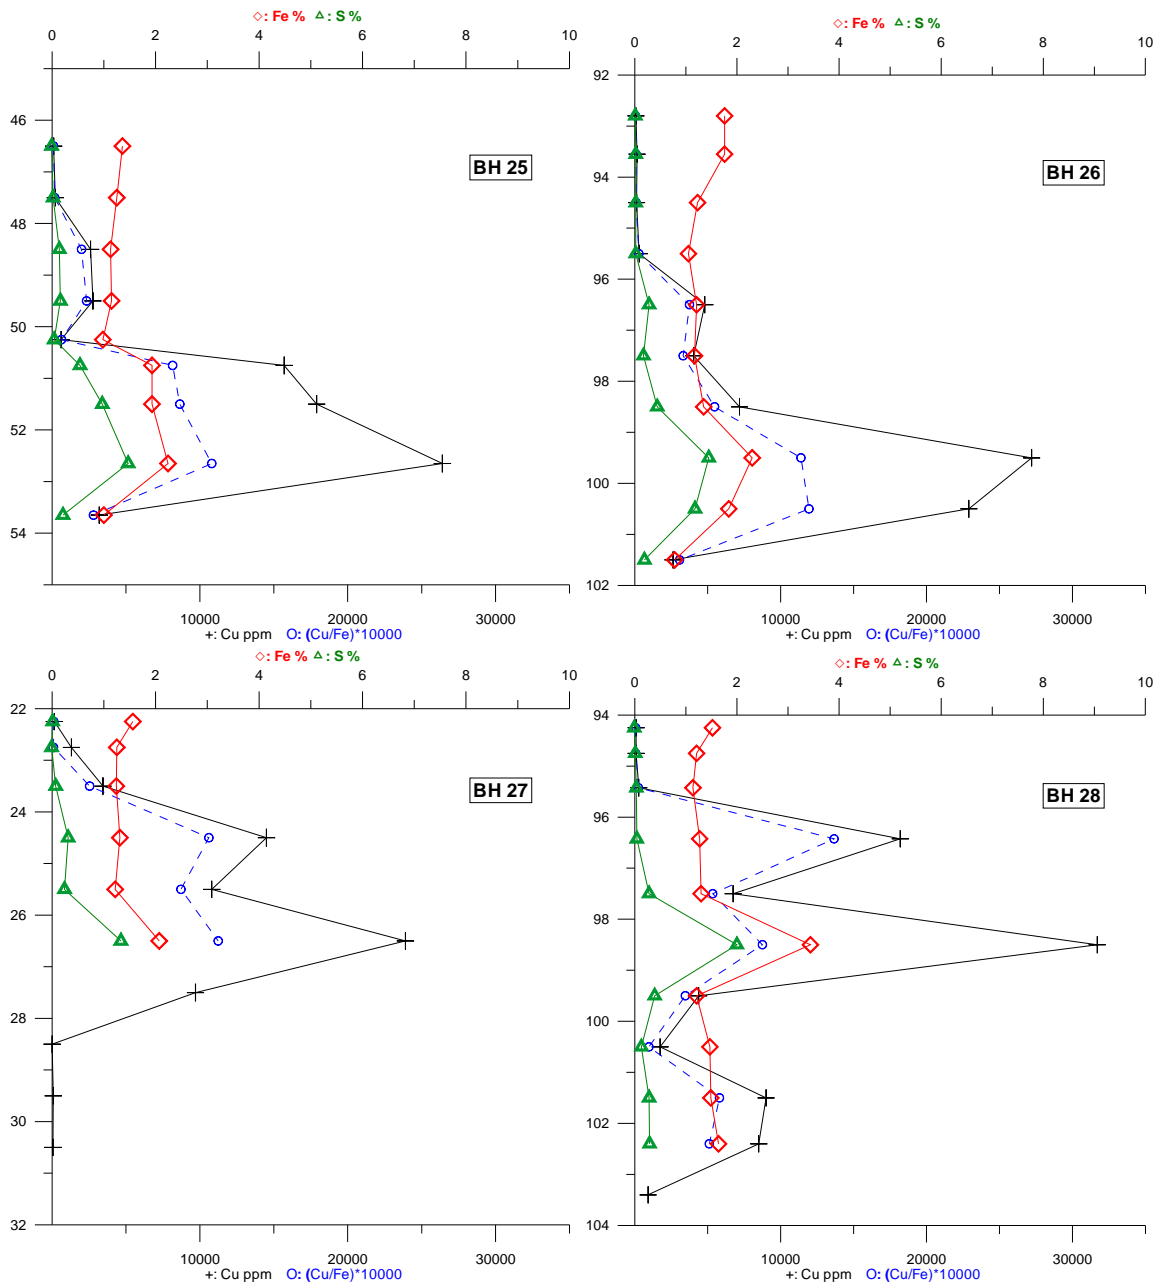 ◇: Fe %  △: S %
0 2 4 6 8 10
46
48
50
52
54
BH 25
10000 20000 30000
+: Cu ppm  O: (Cu/Fe)*10000
◇: Fe %  △: S %
0 2 4 6 8 10
92
94
96
98
100
102
BH 26
10000 20000 30000
+: Cu ppm  O: (Cu/Fe)*10000
◇: Fe %  △: S %
0 2 4 6 8 10
22
24
26
28
30
32
BH 27
10000 20000 30000
+: Cu ppm  O: (Cu/Fe)*10000
◇: Fe %  △: S %
0 2 4 6 8 10
94
96
98
100
102
104
BH 28
10000 20000 30000
+: Cu ppm  O: (Cu/Fe)*10000